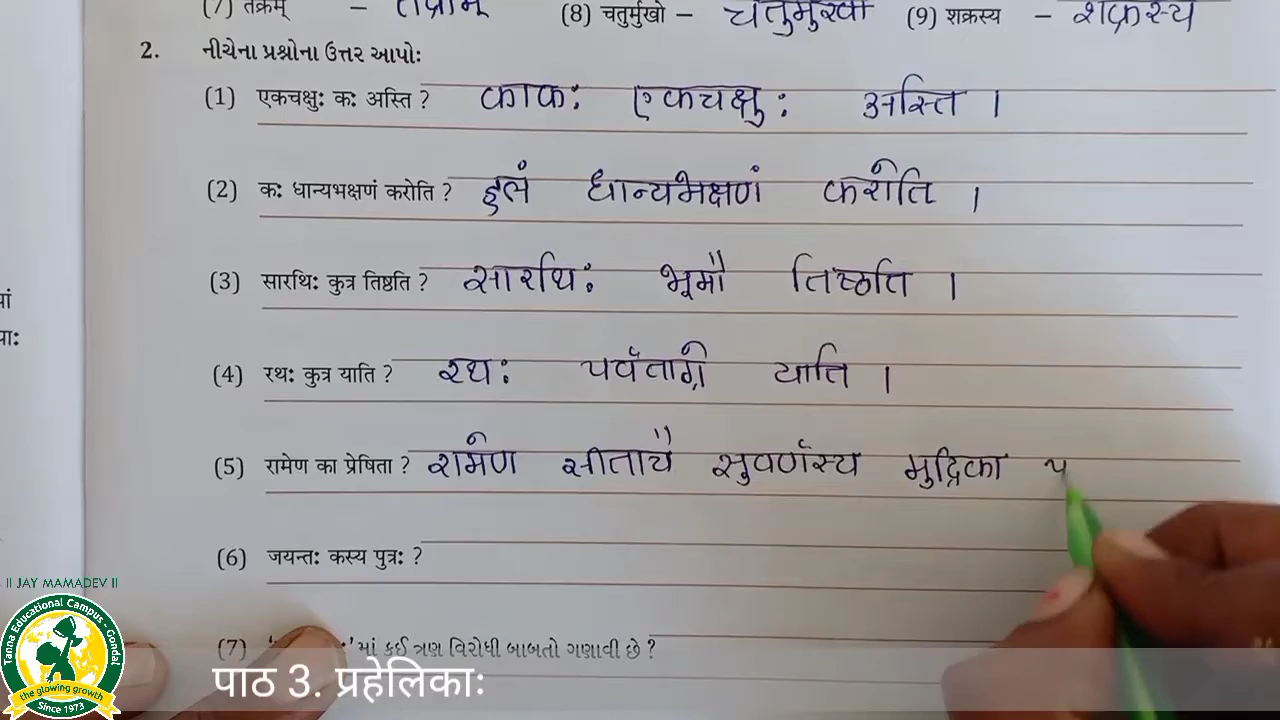 (7) तक्रम् – तक्रम् (8) चतुर्मुखो – चतुर्मुखो (9) शक्रस्य – शक्रस्य
2. નીચેના પ્રશ્નોના ઉત્તર આપો:
(1) एकचक्षुः कः अस्ति ? काकः एकचक्षुः अस्ति ।
(2) कः धान्यभक्षणं करोति ? हलं धान्यभक्षणं करोति ।
(3) सारथिः कुत्र तिष्ठति ? सारथिः भूमौ तिष्ठति ।
(4) रथः कुत्र याति ? रथः पर्वताग्रे याति ।
(5) रामेण का प्रेषिता ? रामेण सीतायै सुवर्णस्य मुद्रिका
(6) जयन्तः कस्य पुत्रः ?
(7) 'માં કઈ ત્રણ વિરોધી બાબતો ગણાવી છે ?
પાઠ 3. પ્રહેલિકાઃ
|| JAY MAMADEV ||
Tanna Educational Campus - Gondal
the glowing growth
Since 1973